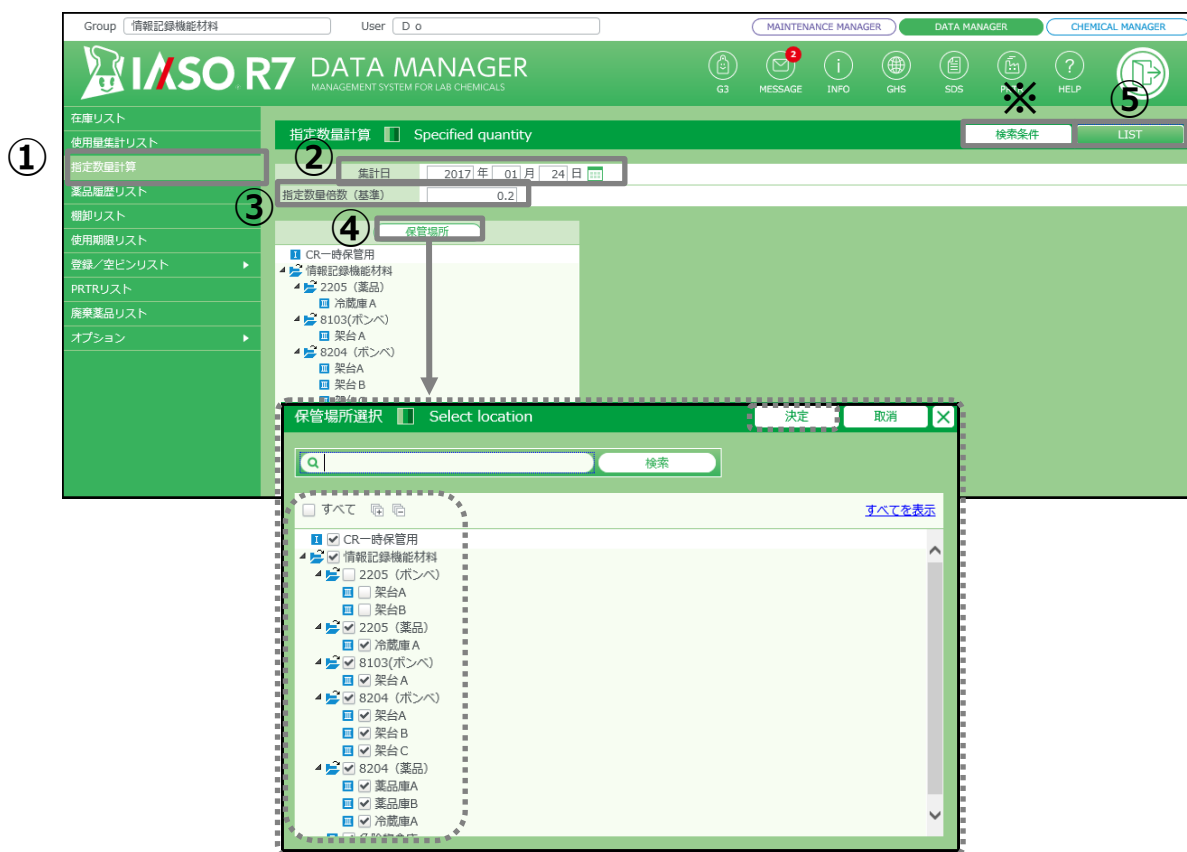 Group 情報記録機能材料 User D o MAINTENANCE MANAGER DATA MANAGER CHEMICAL MANAGER
IASO R7 DATA MANAGER
MANAGEMENT SYSTEM FOR LAB CHEMICALS
2
G3 MESSAGE INFO GHS SDS HELP
※ ⑤
在庫リスト
使用量集計リスト
指定数量計算 Specified quantity 検索条件 LIST
① 指定数量計算
② 集計日 2017 年 01 月 24 日
薬品履歴リスト
③ 指定数量倍数（基準） 0.2
棚卸リスト
④ 保管場所
使用期限リスト
登録／空ビンリスト
PRTRリスト
廃棄薬品リスト
オプション
CR一時保管用
情報記録機能材料
2205（薬品）
冷蔵庫A
8103(ボンベ)
架台A
8204（ボンベ）
架台A
架台B
保管場所選択 Select location 決定 取消
検索
すべて すべてを表示
CR一時保管用
情報記録機能材料
2205（ボンベ）
架台A
架台B
2205（薬品）
冷蔵庫A
8103(ボンベ)
架台A
8204（ボンベ）
架台A
架台B
架台C
8204（薬品）
薬品庫A
薬品庫B
冷蔵庫A